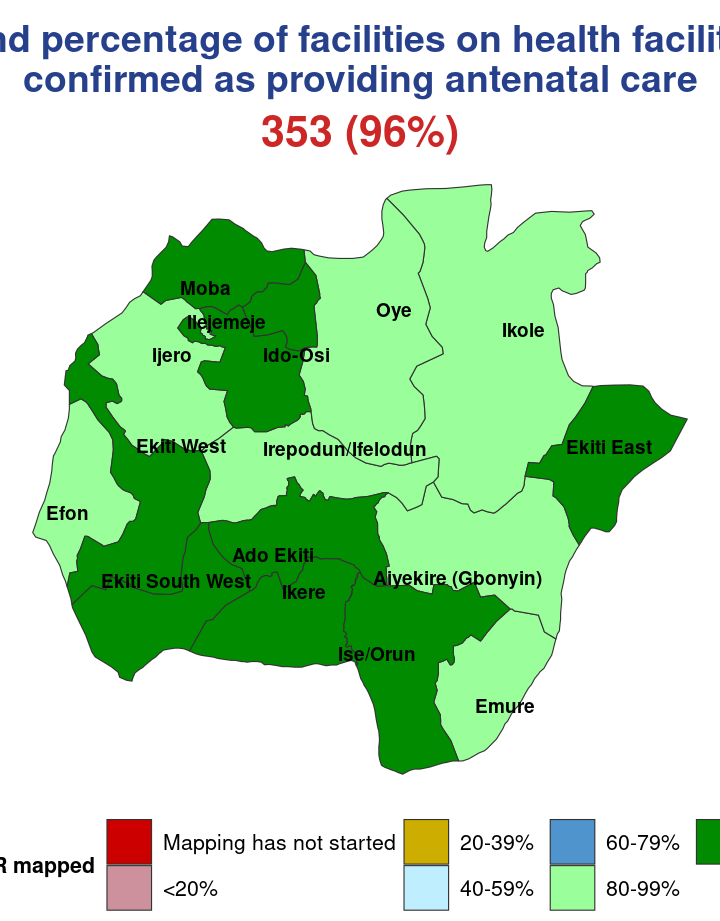 nd percentage of facilities on health facilit
confirmed as providing antenatal care
353 (96%)
Moba
Ilejemeje
Oye
Ikole
Ijero
Ido-Osi
Ekiti West
Irepodun/Ifelodun
Ekiti East
Efon
Ado Ekiti
Ekiti South West
Ikere
Aiyekire (Gbonyin)
Ise/Orun
Emure
R mapped
Mapping has not started
20-39%
60-79%
<20%
40-59%
80-99%